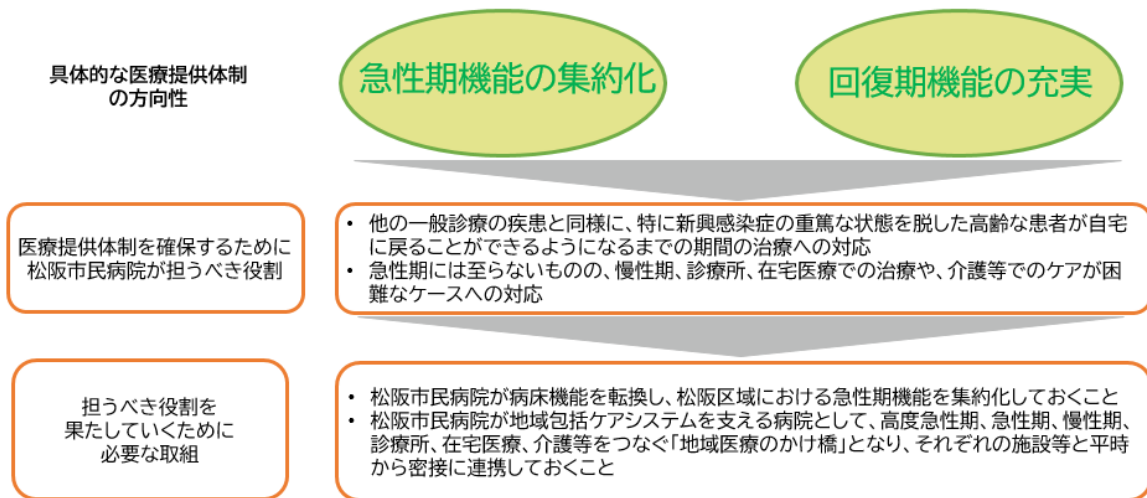 具体的な医療提供体制
の方向性
急性期機能の集約化
回復期機能の充実
医療提供体制を確保するために
松阪市民病院が担うべき役割
• 他の一般診療の疾患と同様に、特に新興感染症の重篤な状態を脱した高齢な患者が自宅
に戻ることができるようになるまでの期間の治療への対応
• 急性期には至らないものの、慢性期、診療所、在宅医療での治療や、介護等でのケアが困
難なケースへの対応
担うべき役割を
果たしていくために
必要な取組
• 松阪市民病院が病床機能を転換し、松阪区域における急性期機能を集約化しておくこと
• 松阪市民病院が地域包括ケアシステムを支える病院として、高度急性期、急性期、慢性期、
診療所、在宅医療、介護等をつなぐ「地域医療のかけ橋」となり、それぞれの施設等と平時
から密接に連携しておくこと